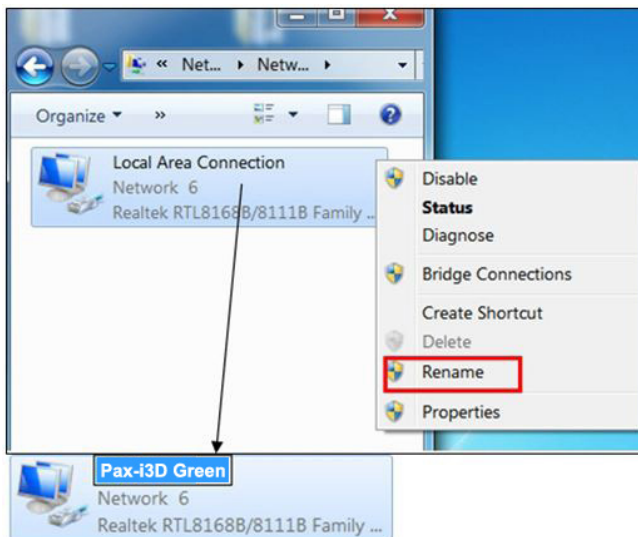 « Net... Netw...
Organize »
Local Area Connection
Network 6
Realtek RTL8168B/8111B Family ...
Disable
Status
Diagnose
Bridge Connections
Create Shortcut
Delete
Rename
Properties
Pax-i3D Green
Network 6
Realtek RTL8168B/8111B Family ...